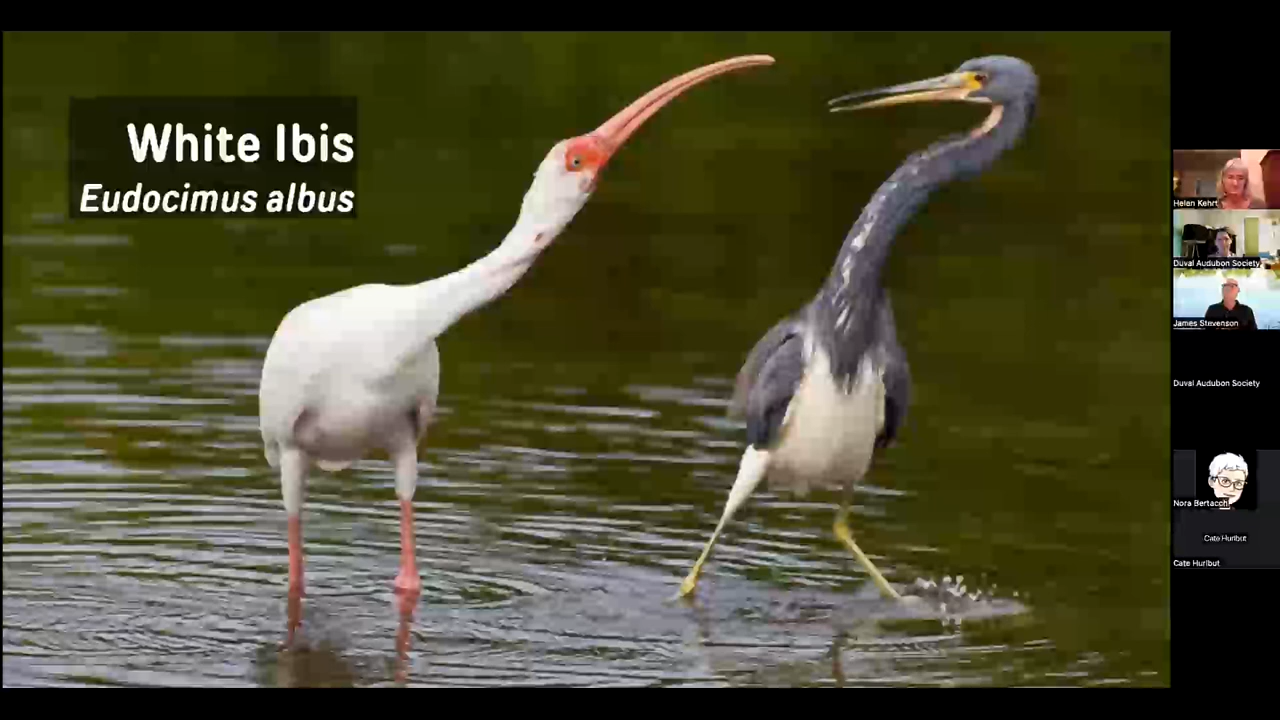 White Ibis
Eudocimus albus
Helen Kehrt
Duval Audubon Society
James Stevenson
Duval Audubon Society
Nora Bertacchi
Cate Hurlbut
Cate Hurlbut